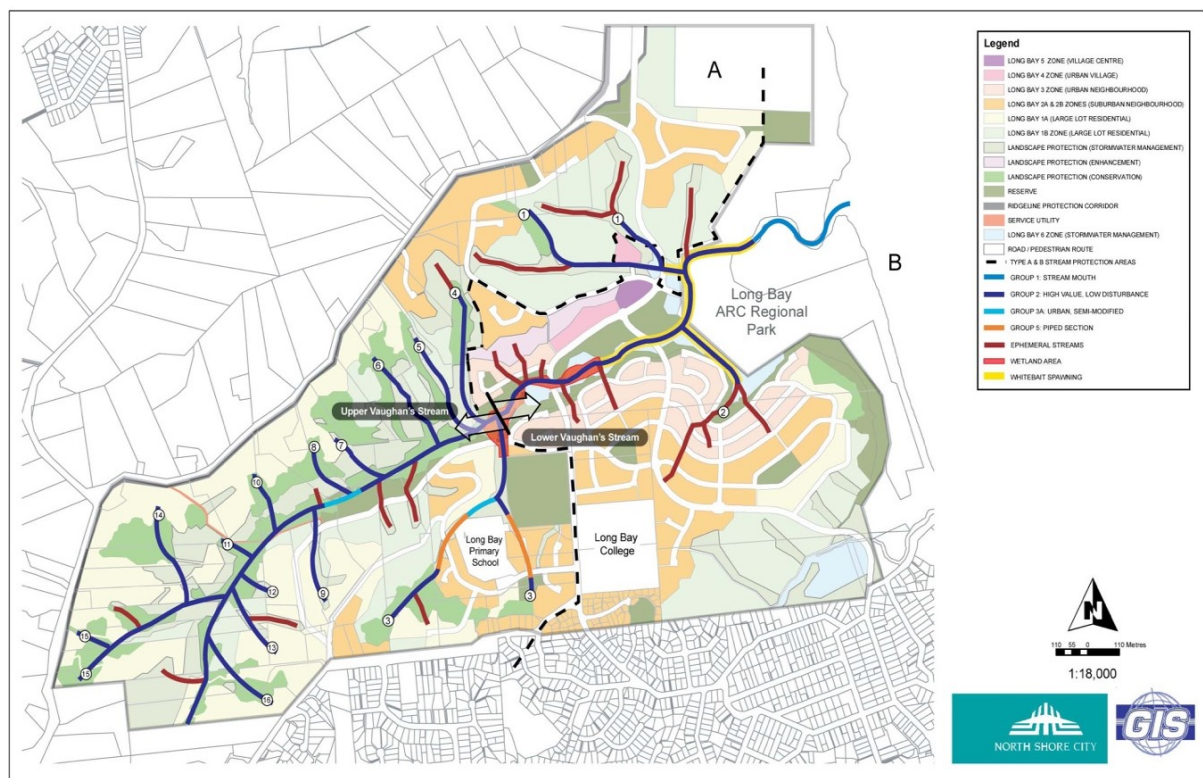 A
B
Long Bay
ARC Regional
Park
Upper Vaughan's Stream
Lower Vaughan's Stream
Long Bay
Primary
School
Long Bay
College
1
1
4
5
6
2
7
8
10
14
11
12
9
3
3
13
15
15
16
Legend
LONG BAY 5 ZONE (VILLAGE CENTRE)
LONG BAY 4 ZONE (URBAN VILLAGE)
LONG BAY 3 ZONE (URBAN NEIGHBOURHOOD)
LONG BAY 2A & 2B ZONES (SUBURBAN NEIGHBOURHOOD)
LONG BAY 1A (LARGE LOT RESIDENTIAL)
LONG BAY 1B ZONE (LARGE LOT RESIDENTIAL)
LANDSCAPE PROTECTION (STORMWATER MANAGEMENT)
LANDSCAPE PROTECTION (ENHANCEMENT)
LANDSCAPE PROTECTION (CONSERVATION)
RESERVE
RIDGELINE PROTECTION CORRIDOR
SERVICE UTILITY
LONG BAY 6 ZONE (STORMWATER MANAGEMENT)
ROAD / PEDESTRIAN ROUTE
TYPE A & B STREAM PROTECTION AREAS
GROUP 1: STREAM MOUTH
GROUP 2: HIGH VALUE, LOW DISTURBANCE
GROUP 3A: URBAN, SEMI-MODIFIED
GROUP 5: PIPED SECTION
EPHEMERAL STREAMS
WETLAND AREA
WHITEBAIT SPAWNING
N
110 55 0 110 Metres
1:18,000
NORTH SHORE CITY
GIS